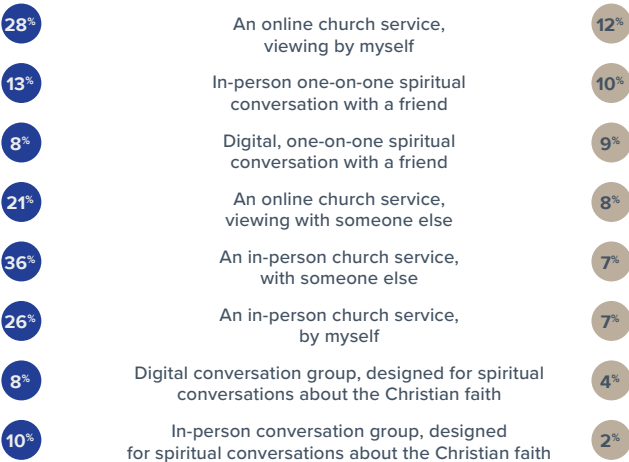 28%
An online church service,
viewing by myself
12%
13%
In-person one-on-one spiritual
conversation with a friend
10%
8%
Digital, one-on-one spiritual
conversation with a friend
9%
21%
An online church service,
viewing with someone else
8%
36%
An in-person church service,
with someone else
7%
26%
An in-person church service,
by myself
7%
8%
Digital conversation group, designed for spiritual
conversations about the Christian faith
4%
10%
In-person conversation group, designed
for spiritual conversations about the Christian faith
2%